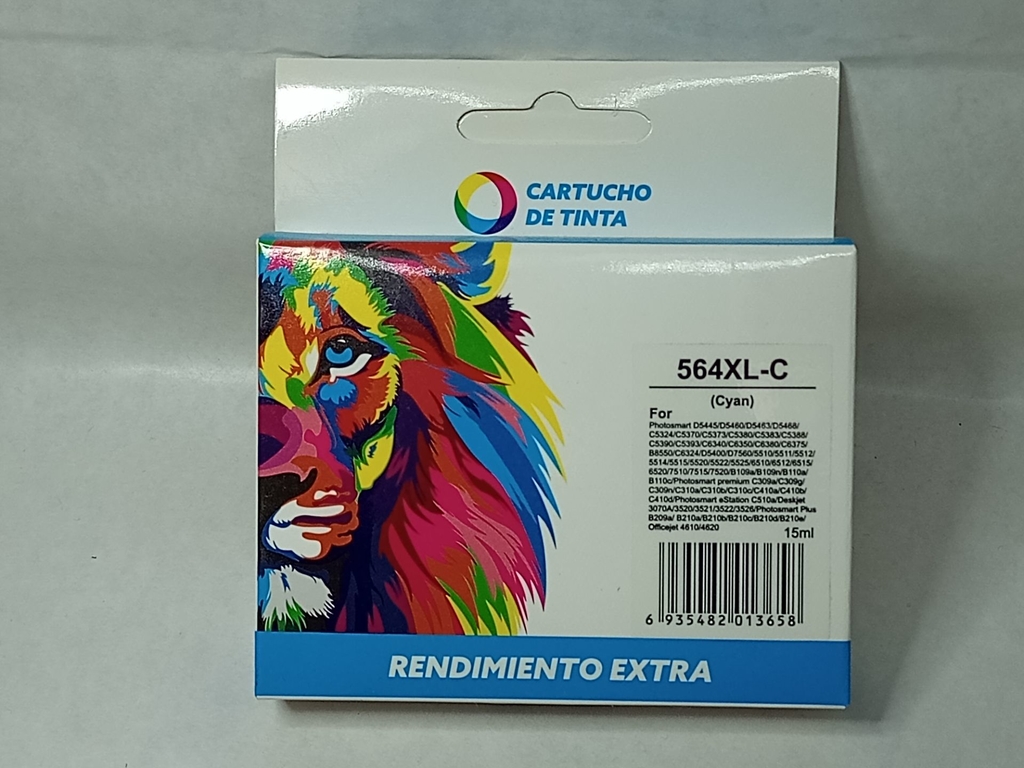 CARTUCHO
DE TINTA
564XL-C
(Cyan)
For
Photosmart D5445/D5460/D5463/D5468/
C5324/C5370/C5373/C5380/C5383/C5388/
C5390/C5393/C6340/C6350/C6380/C6375/
B8550/C6324/D5400/D7560/5510/5511/5512/
5514/5515/5520/5522/5525/6510/6512/6515/
6520/7510/7515/7520/B109a/B109n/B110a/
B110c/Photosmart premium C309a/C309g/
C309n/C310a/C310b/C310c/C410a/C410b/
C410d/Photosmart eStation C510a/Deskjet
3070A/3520/3521/3522/3526/Photosmart Plus
B209a/ B210a/B210b/B210c/B210d/B210e/
Officejet 4610/4620
15ml
6 935482 013658
RENDIMIENTO EXTRA